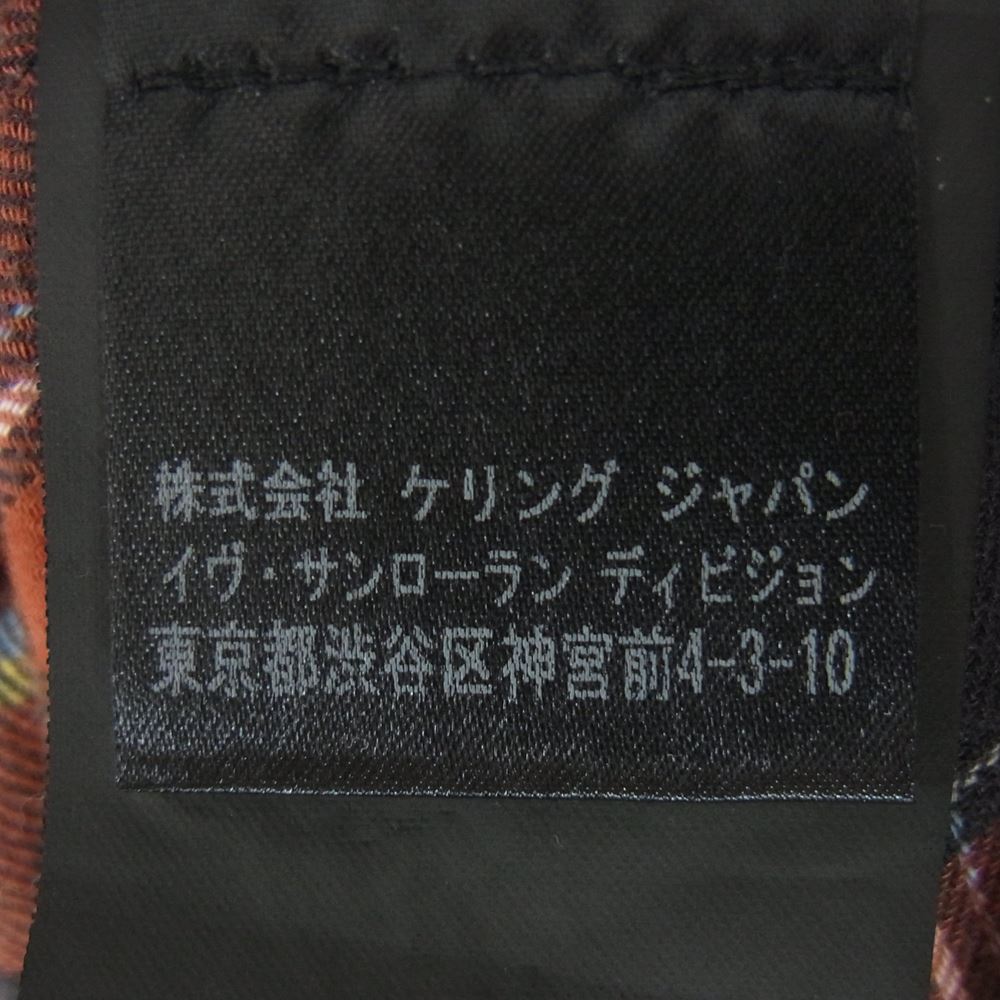 株式会社 ケリング ジャパン
イヴ・サンローラン ディビジョン
東京都渋谷区神宮前4-3-10